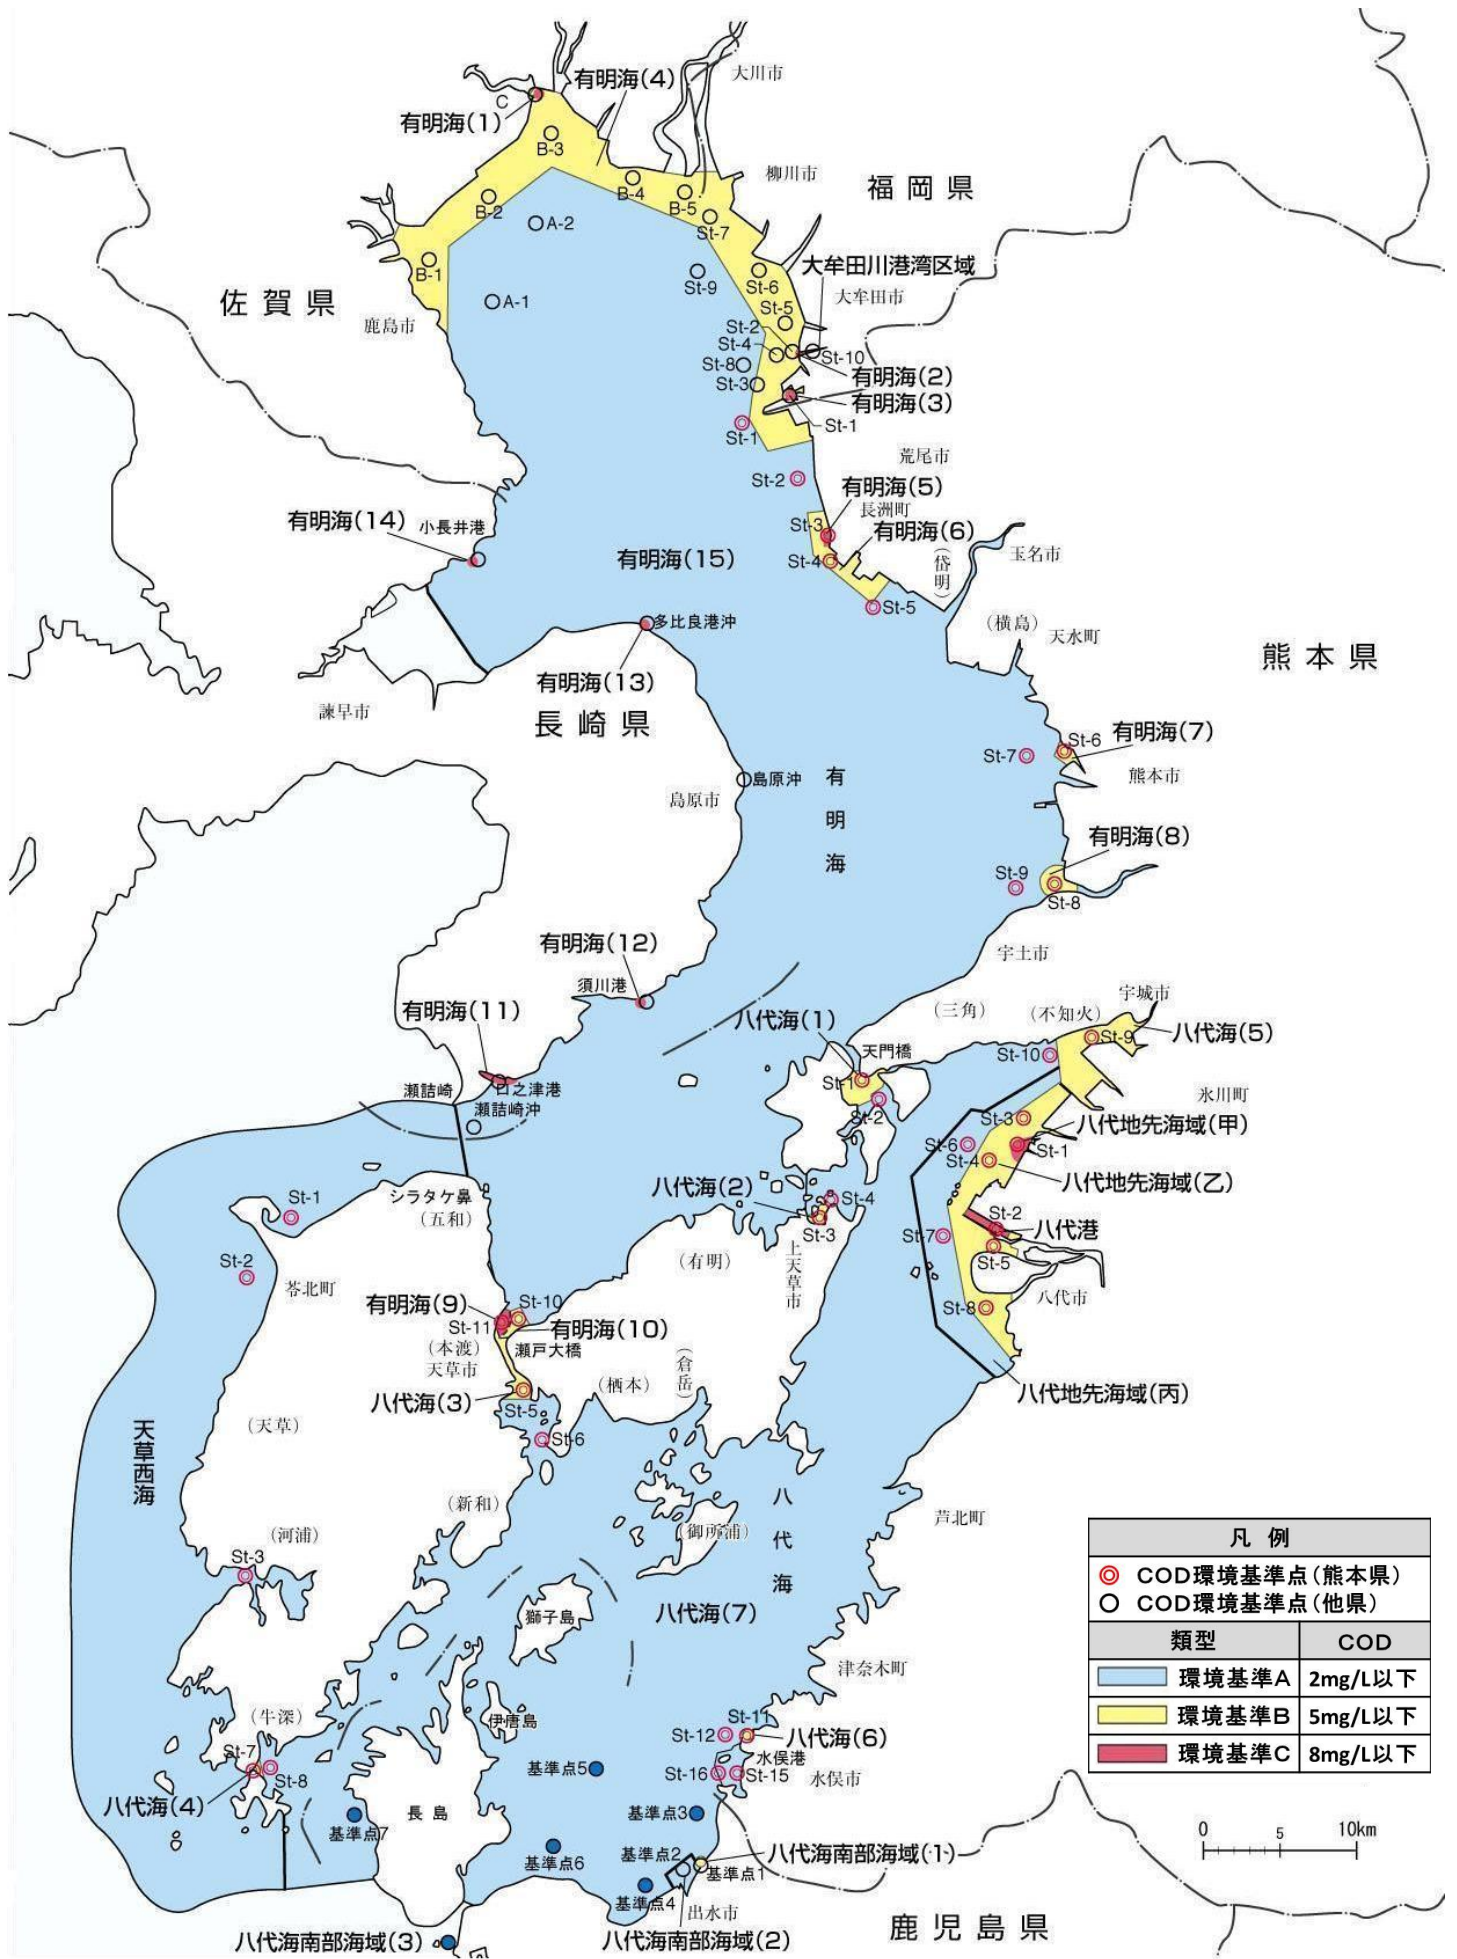 有明海(4)
大川市
C
有明海(1)
B-3
柳川市
福岡県
B-4
B-5
B-2
A-2
St-7
B-1
大牟田川港湾区域
St-9
St-6
大牟田市
佐賀県
A-1
鹿島市
St-5
St-2
St-4
St-10
St-8
有明海(2)
St-3
有明海(3)
St-1
St-1
荒尾市
St-2
有明海(5)
長洲町
有明海(14)
小長井港
St-3
有明海(6)
有明海(15)
St-4
(岱明)
玉名市
St-5
多比良港沖
(横島)
天水町
熊本県
有明海(13)
諫早市
長崎県
St-6
有明海(7)
St-7
島原沖
有明海
熊本市
島原市
有明海(8)
St-9
St-8
有明海(12)
宇土市
須川港
宇城市
有明海(11)
(三角)
(不知火)
八代海(1)
天門橋
St-9
八代海(5)
St-10
St-1
瀬詰崎
口之津港
瀬詰崎沖
St-2
氷川町
St-3
八代地先海域(甲)
St-6
St-1
St-4
八代地先海域(乙)
八代海(2)
St-4
シラタケ鼻
St-1
(五和)
St-3
St-2
八代港
St-7
St-5
(有明)
上天草市
St-2
苓北町
八代市
有明海(9)
St-10
St-8
St-11
有明海(10)
(本渡)
瀬戸大橋
天草市
(倉岳)
八代海(3)
(栖本)
八代地先海域(丙)
St-5
(天草)
St-6
天草西海
(新和)
八代海
芦北町
(河浦)
(御所浦)
St-3
獅子島
八代海(7)
凡 例
COD環境基準点(熊本県)
COD環境基準点(他県)
類型 COD
環境基準A 2mg/L以下
環境基準B 5mg/L以下
環境基準C 8mg/L以下
津奈木町
(牛深)
伊唐島
St-11
St-12
八代海(6)
St-7
水俣港
St-8
基準点5
St-16
St-15
水俣市
八代海(4)
長島
基準点3
基準点7
0 5 10km
基準点2
八代海南部海域(1)
基準点6
基準点1
基準点4
出水市
鹿児島県
八代海南部海域(3)
八代海南部海域(2)